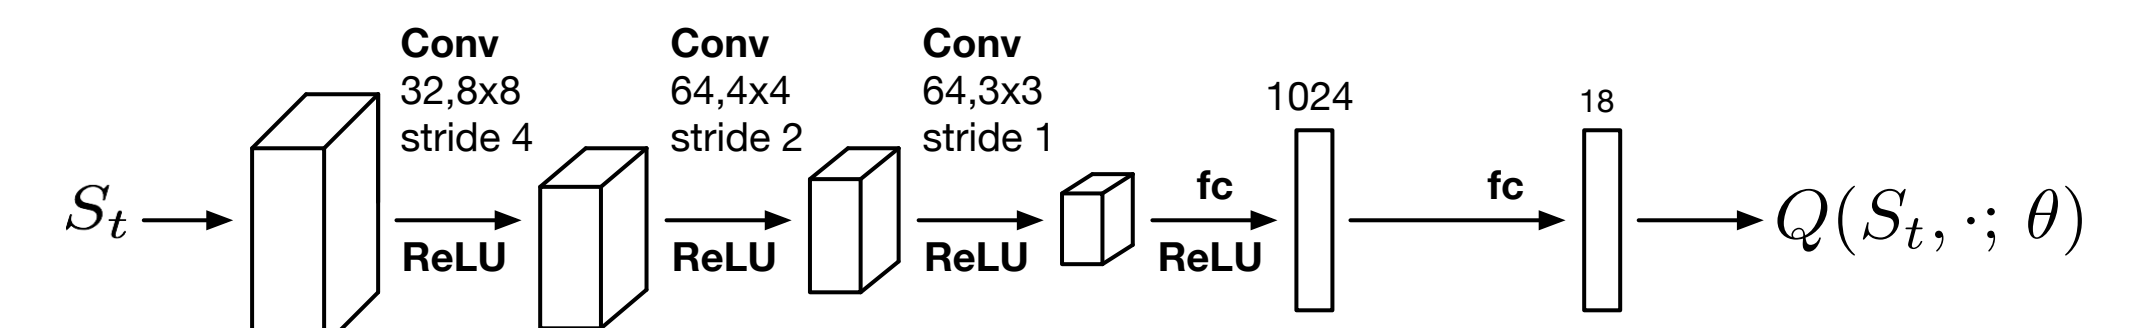 Conv
32,8x8
stride 4
Conv
64,4x4
stride 2
Conv
64,3x3
stride 1
1024
18
S_t
ReLU
ReLU
ReLU
fc
ReLU
fc
Q(S_t, ·; θ)